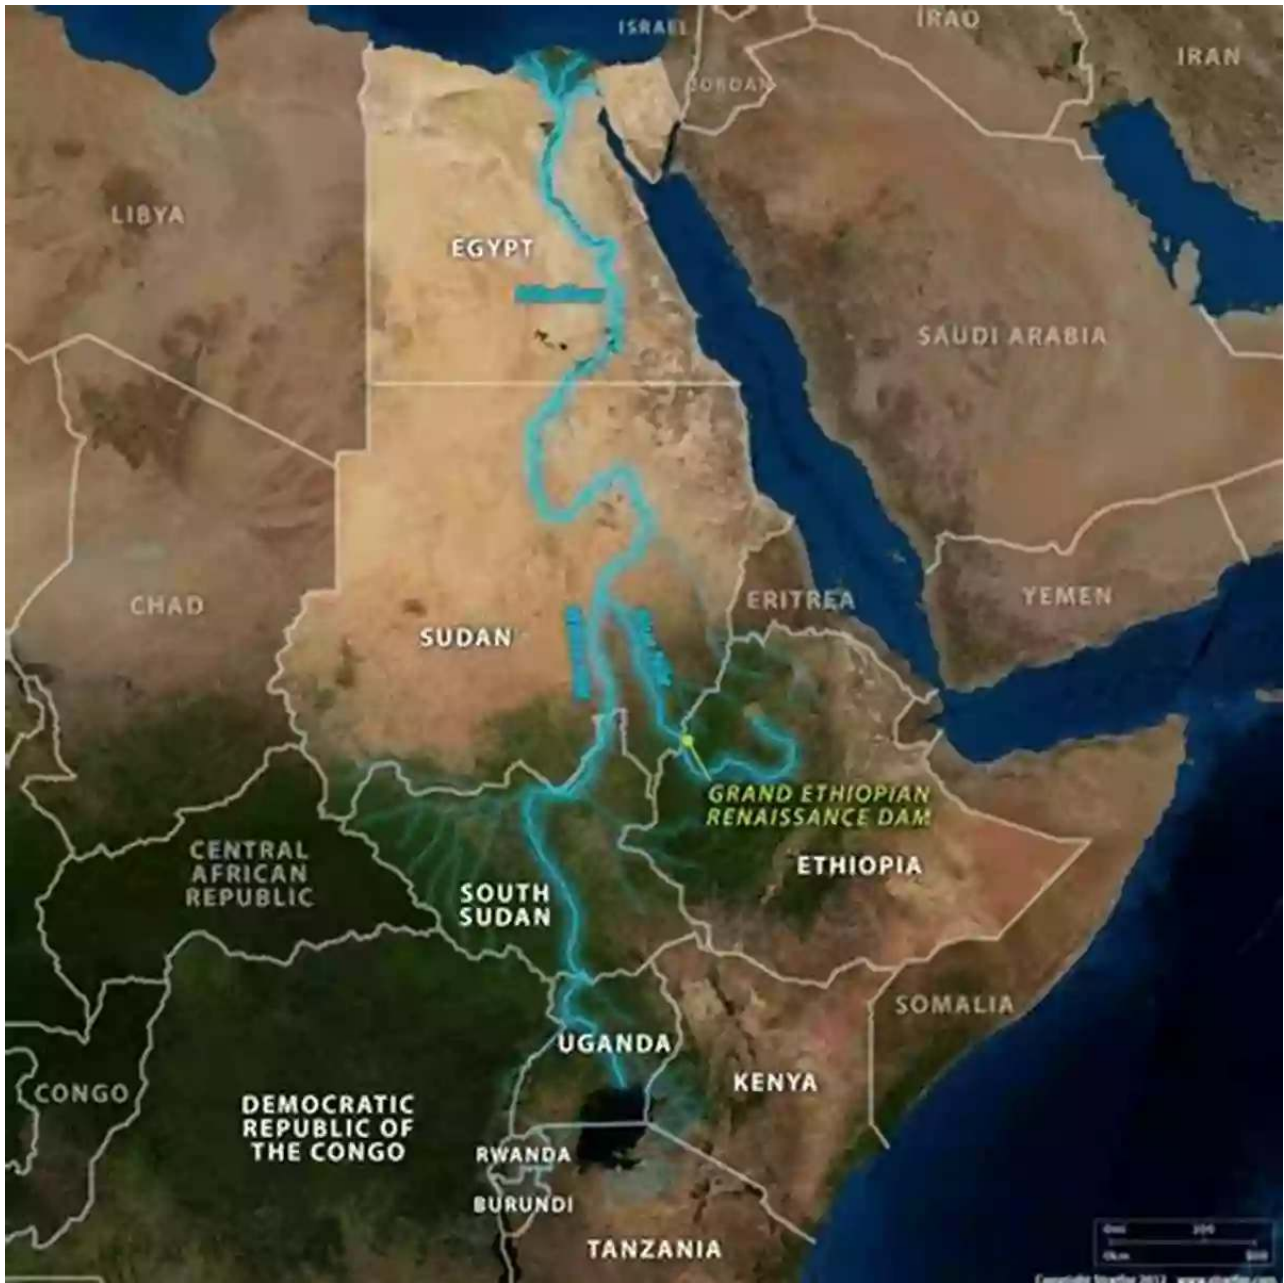 ISRAEL
IRAQ
IRAN
JORDAN
LIBYA
EGYPT
SAUDI ARABIA
CHAD
SUDAN
ERITREA
YEMEN
GRAND ETHIOPIAN
RENAISSANCE DAM
ETHIOPIA
CENTRAL
AFRICAN
REPUBLIC
SOUTH
SUDAN
SOMALIA
UGANDA
KENYA
CONGO
DEMOCRATIC
REPUBLIC OF
THE CONGO
RWANDA
BURUNDI
TANZANIA